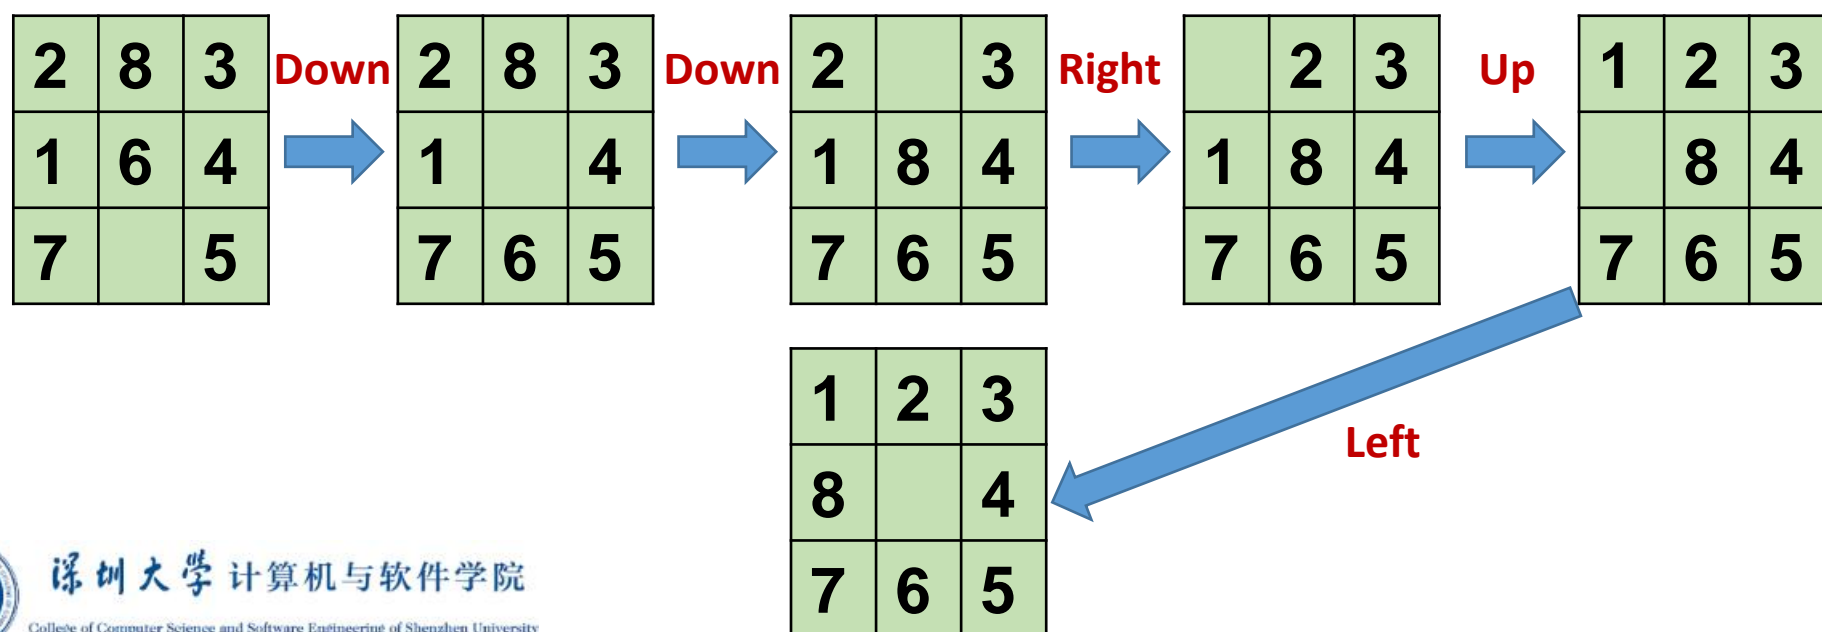 2 8 3 Down 2 8 3 Down 2 3 Right 2 3 Up 1 2 3
1 6 4 1 4 1 8 4 1 8 4 8 4
7 5 7 6 5 7 6 5 7 6 5 7 6 5
1 2 3
Left
8 4
7 6 5
深圳大学 计算机与软件学院
College of Computer Science and Software Engineering of Shenzhen University